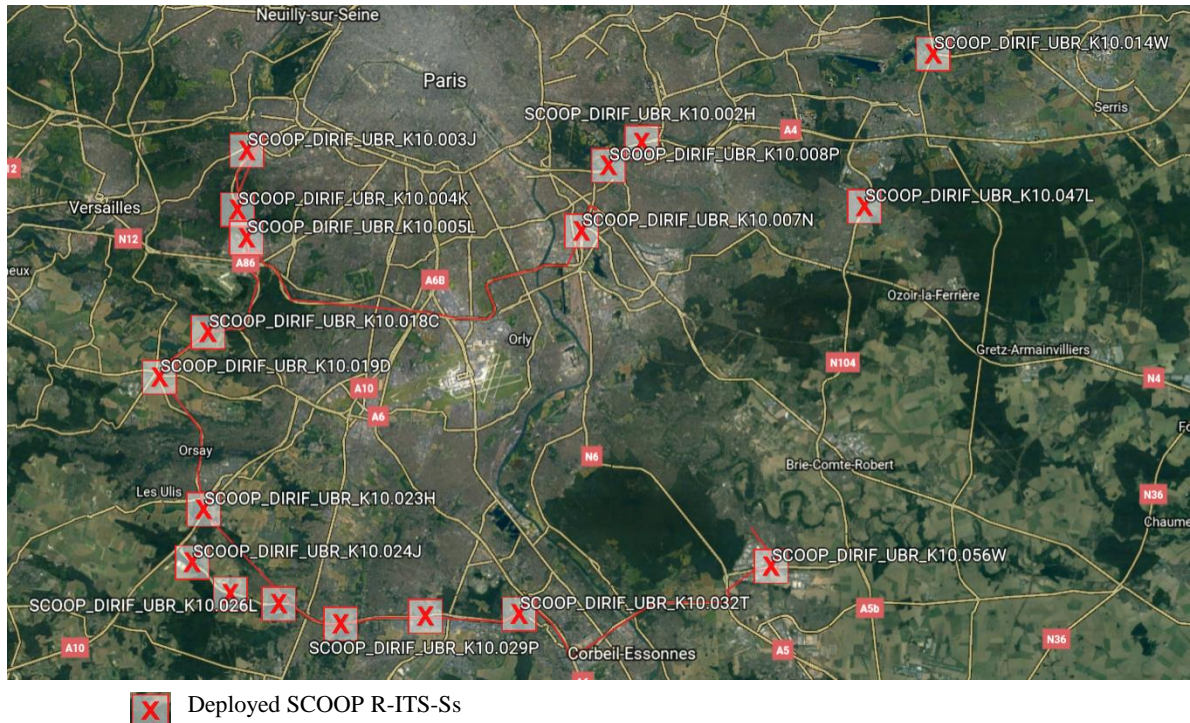 Neuilly-sur-Seine
SCOOP_DIRIF_UBR_K10.014W
Paris
Serris
SCOOP_DIRIF_UBR_K10.002H
A4
SCOOP_DIRIF_UBR_K10.003J
SCOOP_DIRIF_UBR_K10.008P
12
SCOOP_DIRIF_UBR_K10.004K
SCOOP_DIRIF_UBR_K10.047L
Versailles
SCOOP_DIRIF_UBR_K10.007N
SCOOP_DIRIF_UBR_K10.005L
N12
A86
A6B
Ozoir-la-Ferrière
SCOOP_DIRIF_UBR_K10.018C
Orly
Gretz-Armainvilliers
N104
SCOOP_DIRIF_UBR_K10.019D
N4
A10
A6
Orsay
N6
Brie-Comte-Robert
Les Ulis
SCOOP_DIRIF_UBR_K10.023H
N36
SCOOP_DIRIF_UBR_K10.024J
SCOOP_DIRIF_UBR_K10.056W
SCOOP_DIRIF_UBR_K10.026L
SCOOP_DIRIF_UBR_K10.032T
A5b
A10
SCOOP_DIRIF_UBR_K10.029P
Corbeil-Essonnes
A5
N36
Deployed SCOOP R-ITS-Ss